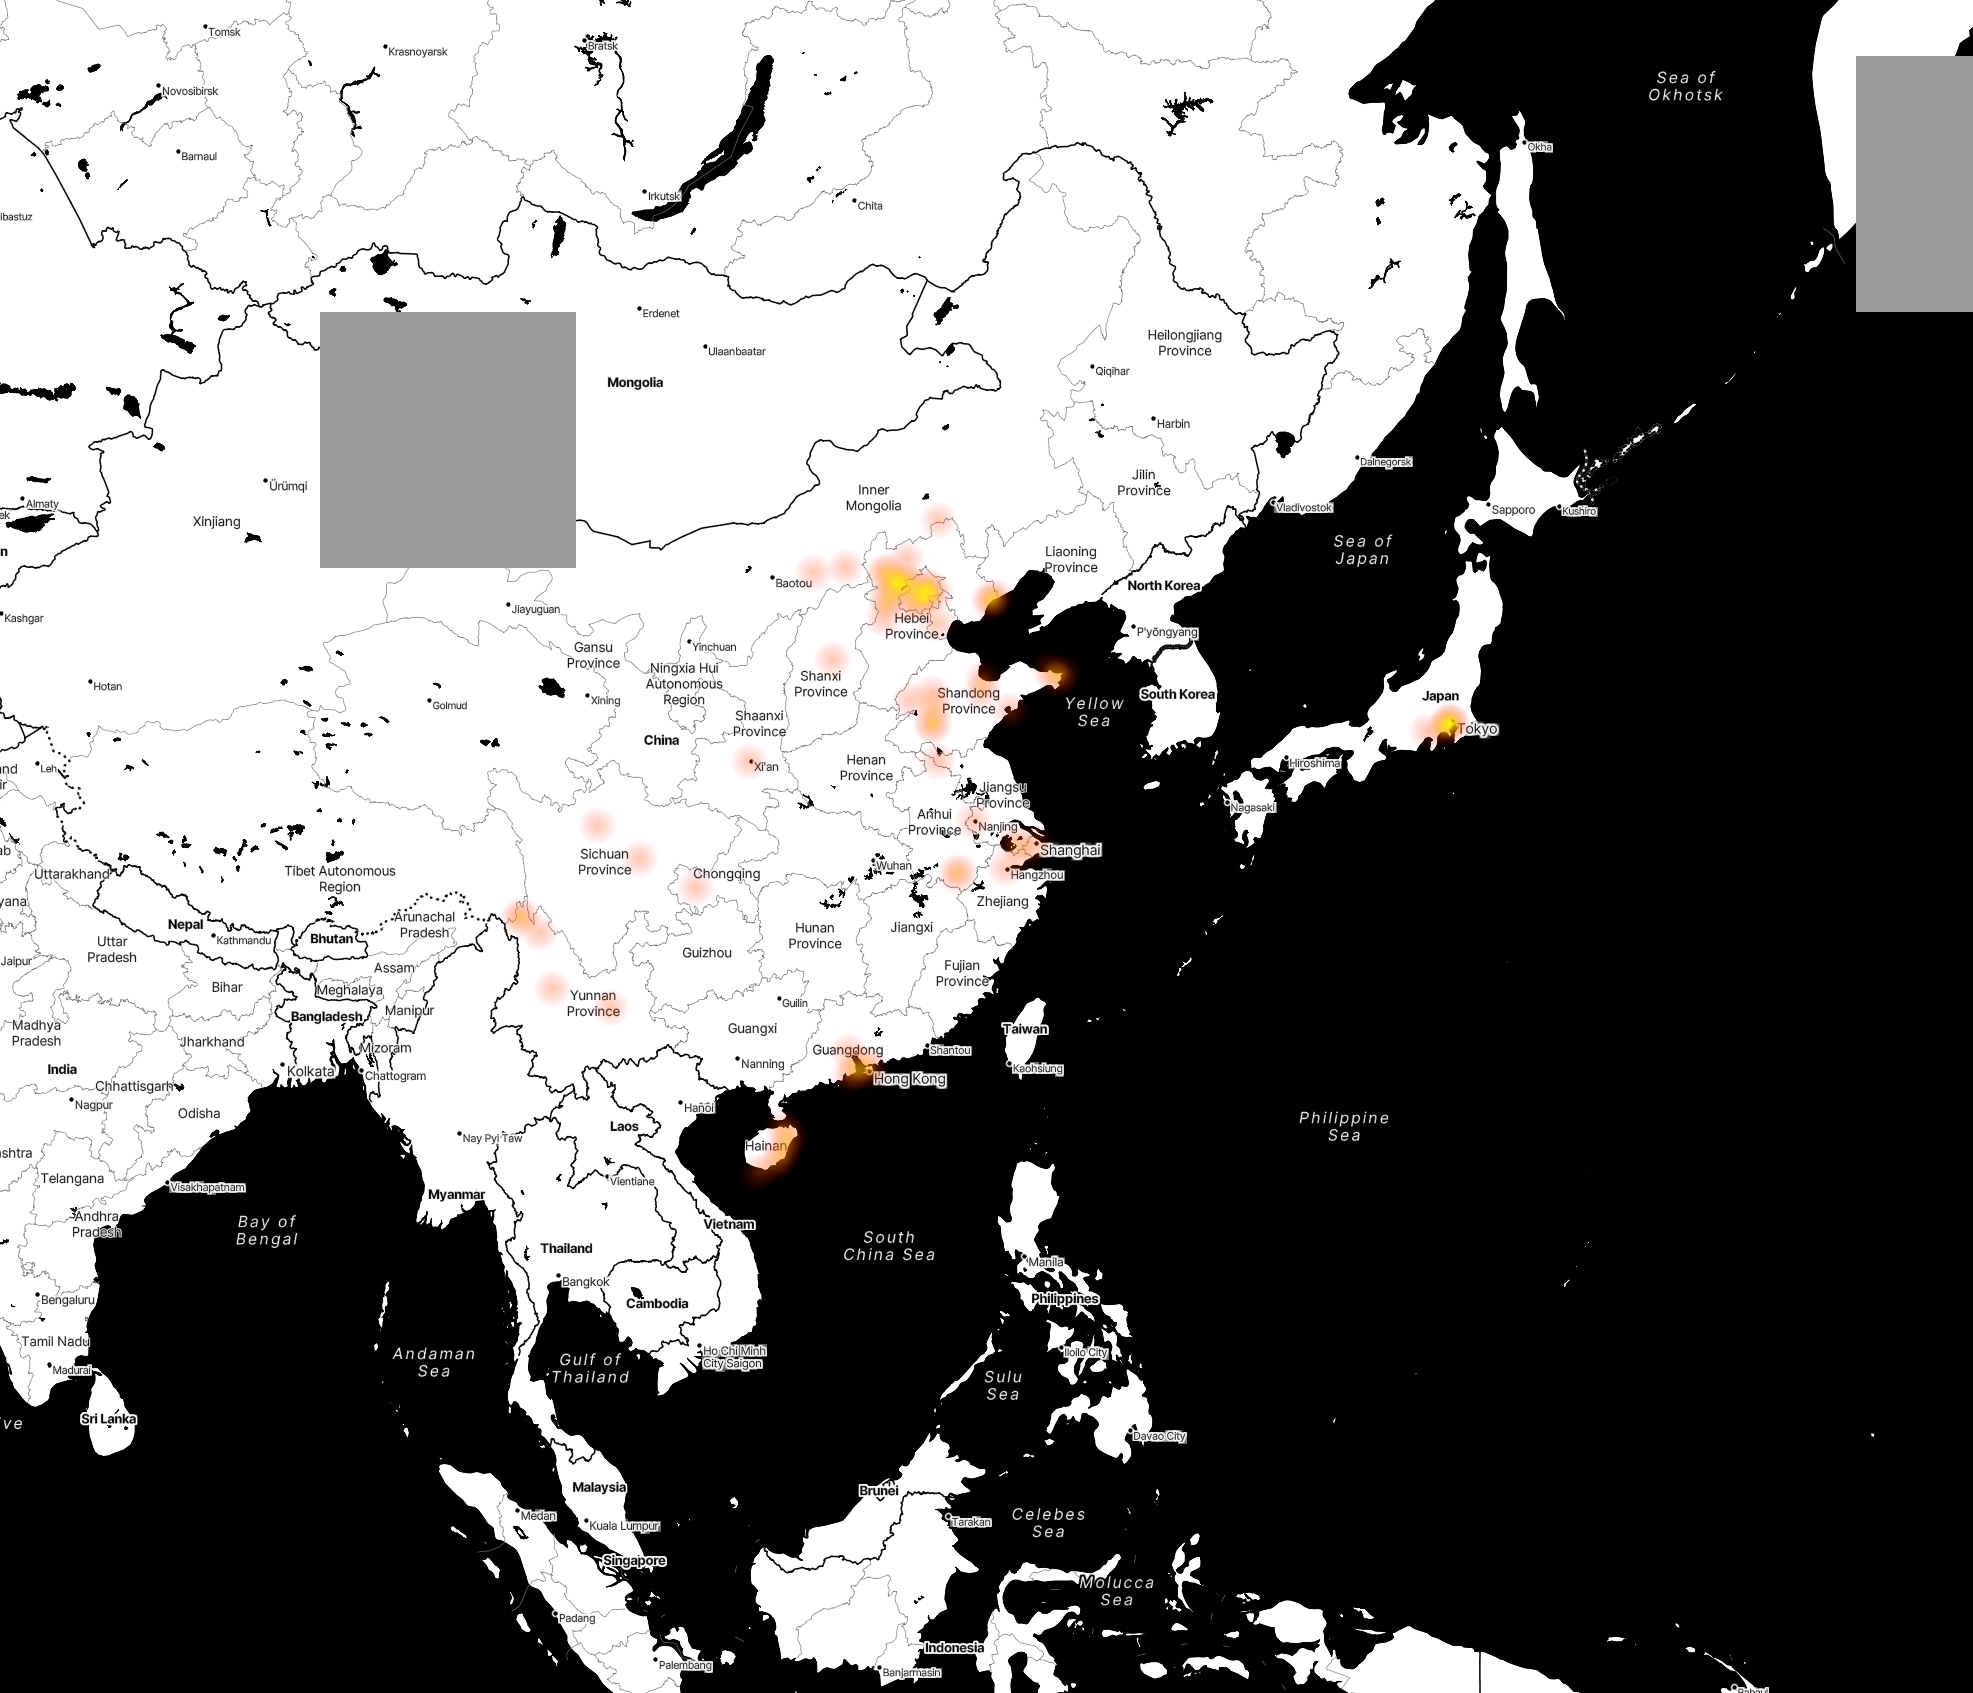 Tomsk
Krasnoyarsk
Bratsk
Sea of
Okhotsk
Novosibirsk
Okha
Barnaul
Irkutsk
Chita
ibastuz
Erdenet
Heilongjiang
Province
Ulaanbaatar
Mongolia
Qiqihar
Harbin
Dalnegorsk
Ürümqi
Jilin
Province
Inner
Mongolia
Almaty
ek
Xinjiang
Vladivostok
Sapporo
Kushiro
Sea of
Japan
n
Liaoning
Province
Baotou
North Korea
Jiayuguan
Kashgar
Hebei
Province
P'yŏngyang
Gansu
Province
Yinchuan
Ningxia Hui
Autonomous
Region
Hotan
Shanxi
Province
Shandong
Province
South Korea
Japan
Xining
Golmud
Yellow
Sea
Shaanxi
Province
Tokyo
China
Leh
nd
ir
Xi'an
Henan
Province
Hiroshima
Jiangsu
Province
Nagasaki
Anhui
Province
Nanjing
ab
Shanghai
Sichuan
Province
Wuhan
Tibet Autonomous
Region
Uttarakhand
Chongqing
Hangzhou
yana
Zhejiang
Arunachal
Pradesh
Nepal
Kathmandu
Bhutan
Hunan
Province
Jiangxi
Uttar
Pradesh
Guizhou
Jaipur
Assam
Fujian
Province
Bihar
Meghalaya
Yunnan
Province
Guilin
Manipur
Bangladesh
Madhya
Pradesh
Guangxi
Taiwan
Jharkhand
Mizoram
Guangdong
Shantou
India
Kolkata
Chattogram
Nanning
Kaohsiung
Hong Kong
Chhattisgarh
Nagpur
Hanoi
Odisha
Laos
Philippine
Sea
Nay Pyi Taw
Hainan
shtra
Telangana
Vientiane
Visakhapatnam
Myanmar
Andhra
Pradesh
Bay of
Bengal
Vietnam
South
China Sea
Thailand
Manila
Bangkok
Bengaluru
Cambodia
Philippines
Tamil Nadu
Ho Chi Minh
City Saigon
Iloilo City
Andaman
Sea
Gulf of
Thailand
Madurai
Sulu
Sea
Sri Lanka
ive
Davao City
Malaysia
Brunei
Medan
Kuala Lumpur
Celebes
Sea
Tarakan
Singapore
Molucca
Sea
Padang
Indonesia
Palembang
Banjarmasin
Rabaul